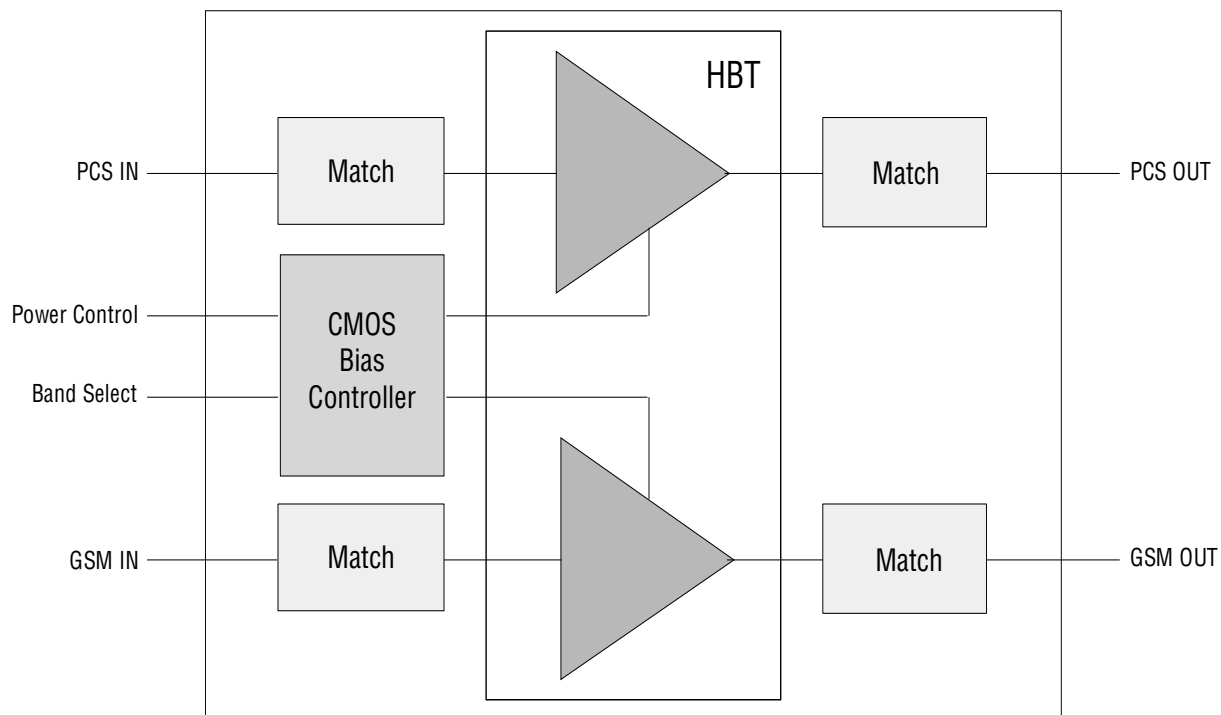 HBT
PCS IN
Match
Match
PCS OUT
Power Control
CMOS
Bias
Controller
Band Select
GSM IN
Match
Match
GSM OUT